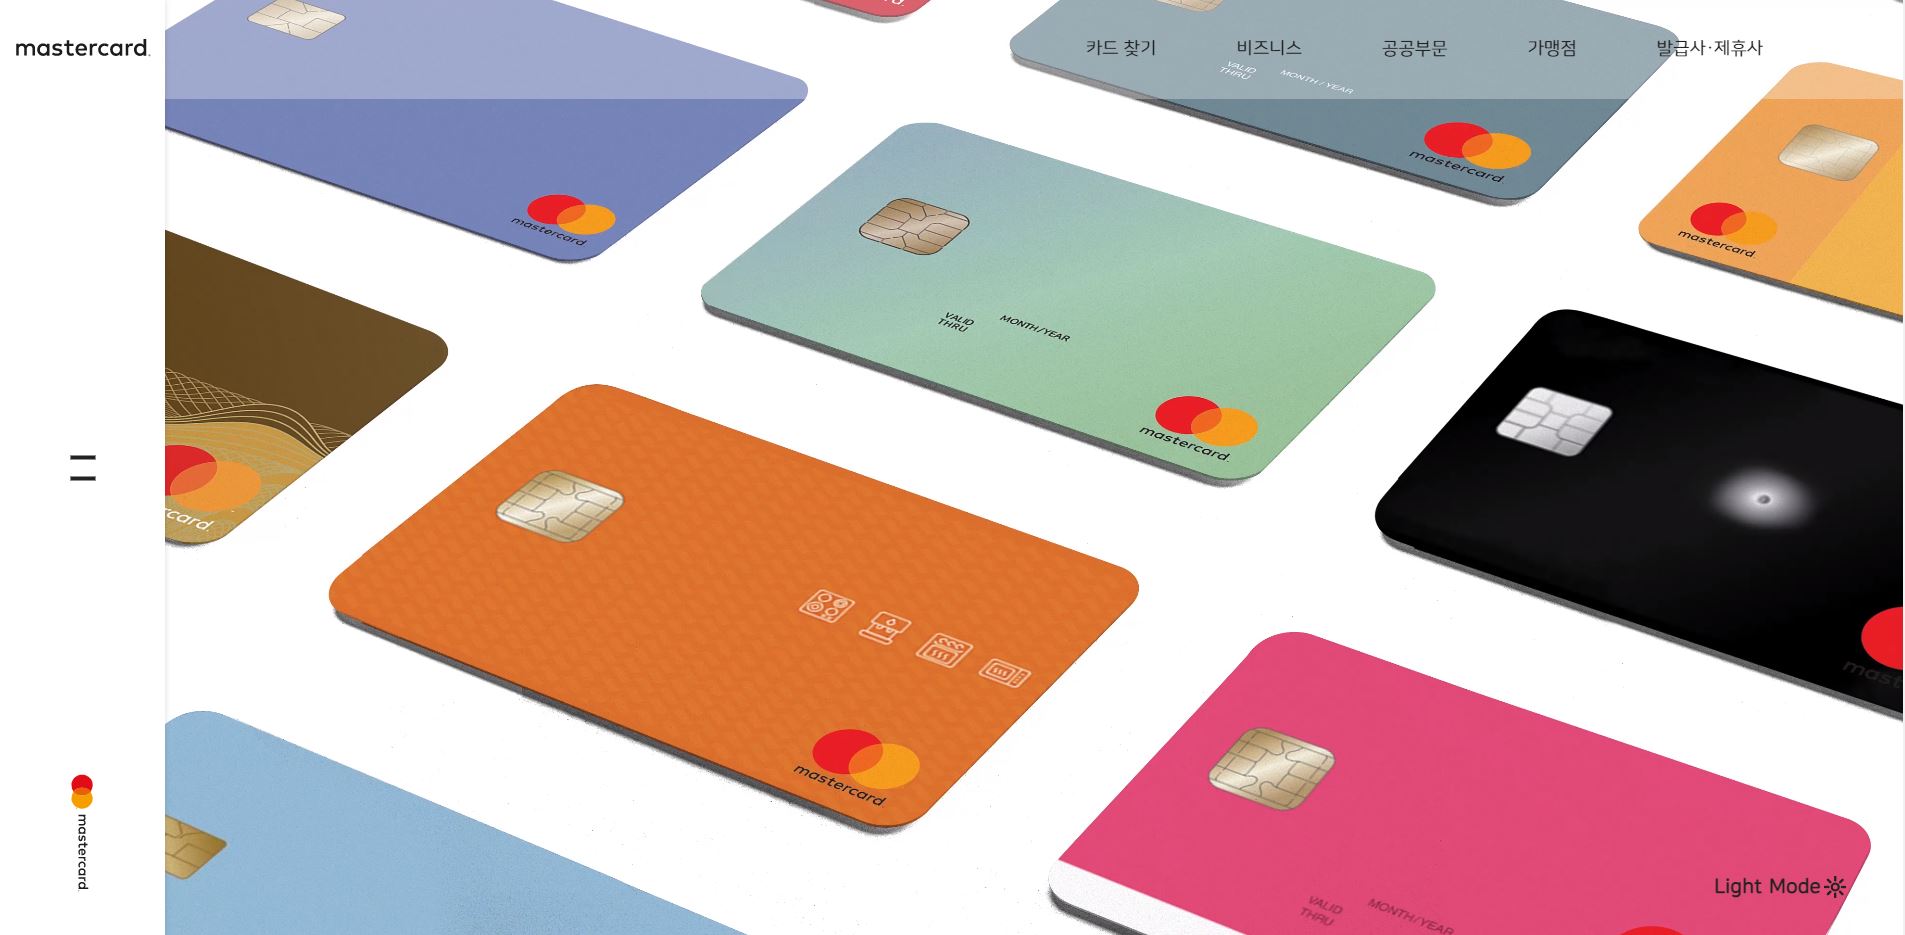 mastercard.
카드 찾기
비즈니스
공공부문
가맹점
발급사·제휴사
VALID
THRU
MONTH / YEAR
mastercard.
mastercard.
mastercard.
VALID
THRU
MONTH/YEAR
mastercard.
card.
mastercard.
mast
mastercard.
VALID
THRU
MONTH/YEAR
Light Mode